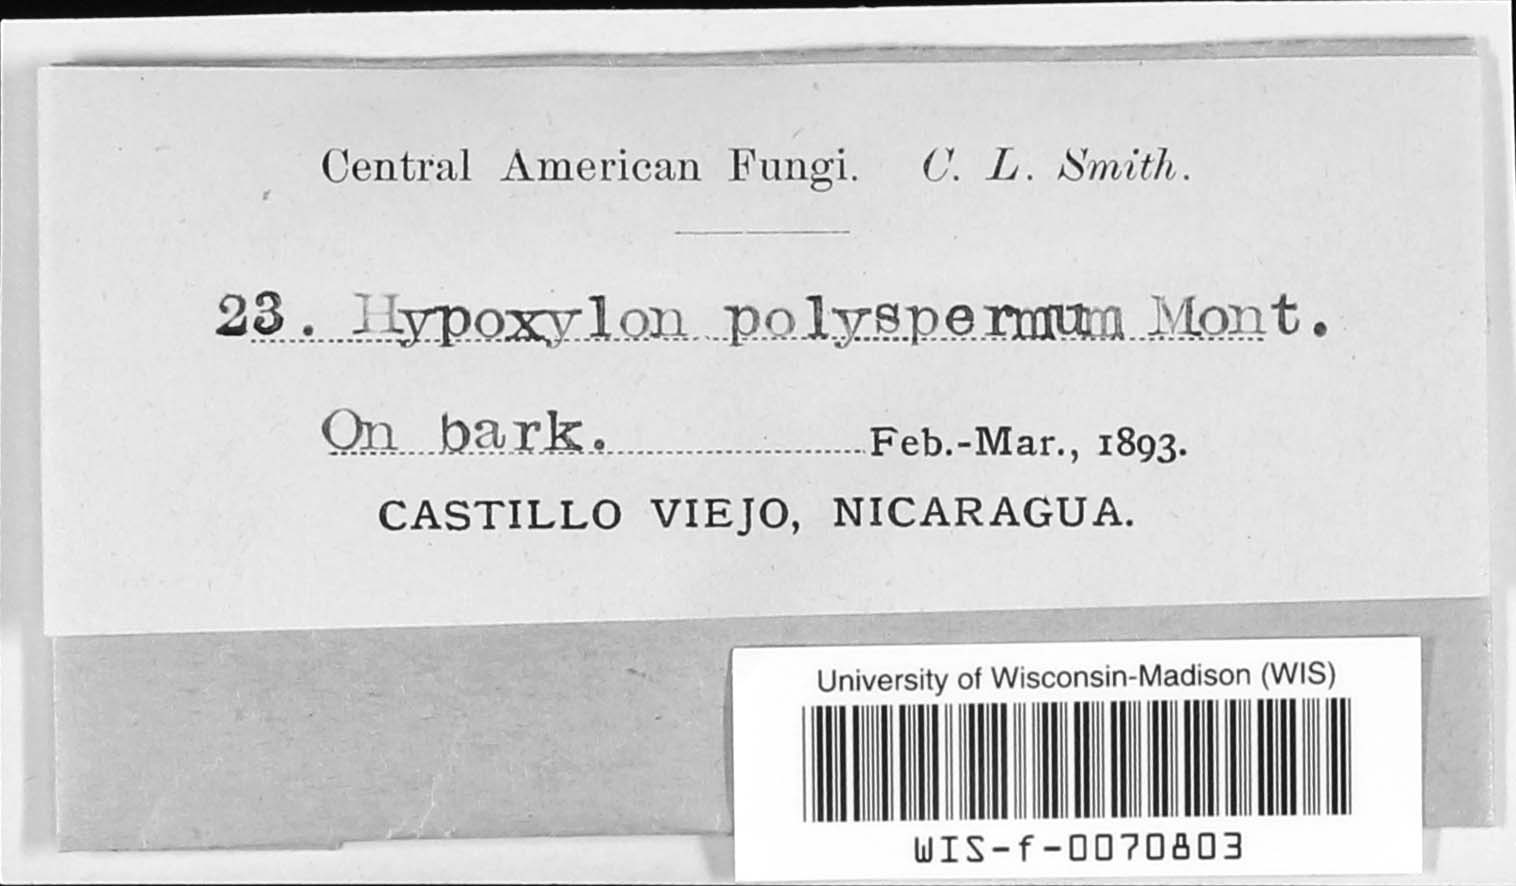 Central American Fungi. C. L. Smith.
23. Hypoxylon polyspermum Mont.
On bark. Feb.-Mar., 1893.
CASTILLO VIEJO, NICARAGUA.
University of Wisconsin-Madison (WIS)
WIS-f-0070803